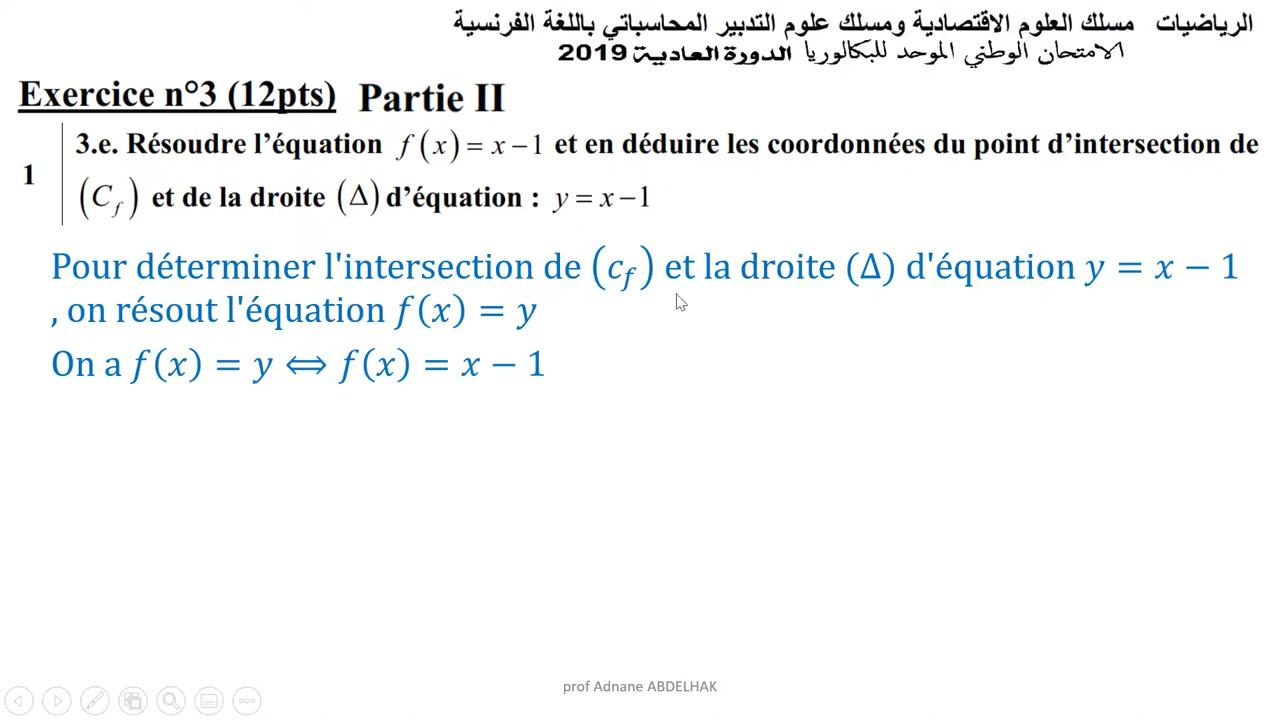 الرياضيات مسلك العلوم الاقتصادية ومسلك علوم التدبير المحاسباتي باللغة الفرنسية
الامتحان الوطني الموحد للبكالوريا الدورة العادية 2019
Exercice n°3 (12pts) Partie II
3.e. Résoudre l’équation f(x) = x − 1 et en déduire les coordonnées du point d’intersection de
1
(C_f) et de la droite (Δ) d’équation : y = x − 1
Pour déterminer l'intersection de (c_f) et la droite (Δ) d'équation y = x − 1
, on résout l'équation f(x) = y
On a f(x) = y ⟺ f(x) = x − 1
prof Adnane ABDELHAK